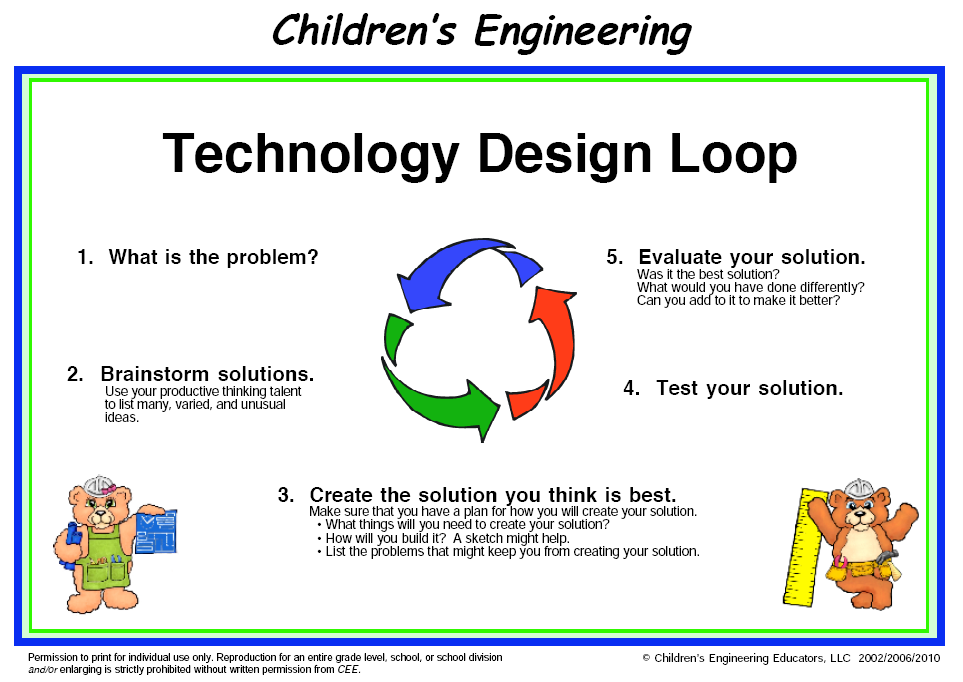 Children's Engineering
Technology Design Loop
1. What is the problem?
2. Brainstorm solutions.
Use your productive thinking talent
to list many, varied, and unusual
ideas.
3. Create the solution you think is best.
Make sure that you have a plan for how you will create your solution.
• What things will you need to create your solution?
• How will you build it? A sketch might help.
• List the problems that might keep you from creating your solution.
4. Test your solution.
5. Evaluate your solution.
Was it the best solution?
What would you have done differently?
Can you add to it to make it better?
Permission to print for individual use only. Reproduction for an entire grade level, school, or school division
and/or enlarging is strictly prohibited without written permission from CEE.
© Children's Engineering Educators, LLC 2002/2006/2010